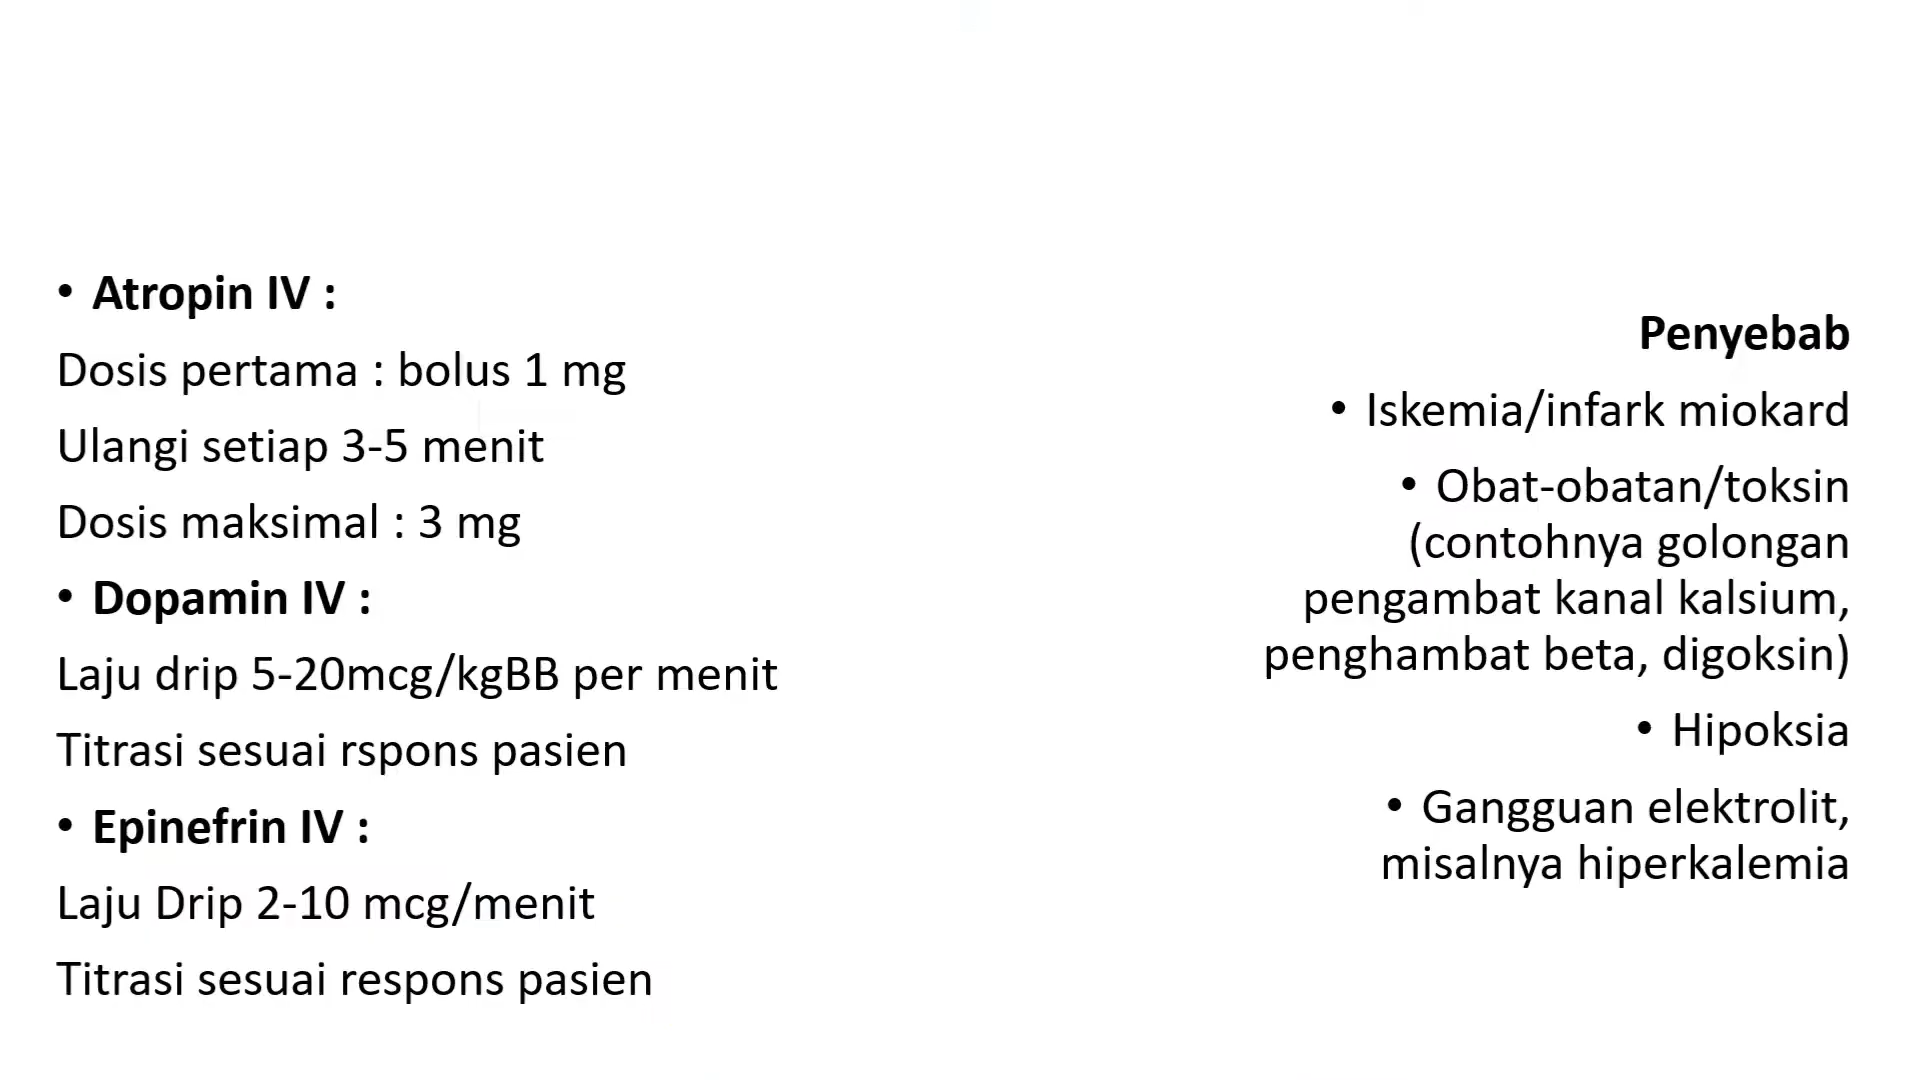 • Atropin IV :
Dosis pertama : bolus 1 mg
Ulangi setiap 3-5 menit
Dosis maksimal : 3 mg
• Dopamin IV :
Laju drip 5-20mcg/kgBB per menit
Titrasi sesuai rspons pasien
• Epinefrin IV :
Laju Drip 2-10 mcg/menit
Titrasi sesuai respons pasien
Penyebab
• Iskemia/infark miokard
• Obat-obatan/toksin
(contohnya golongan
pengambat kanal kalsium,
penghambat beta, digoksin)
• Hipoksia
• Gangguan elektrolit,
misalnya hiperkalemia